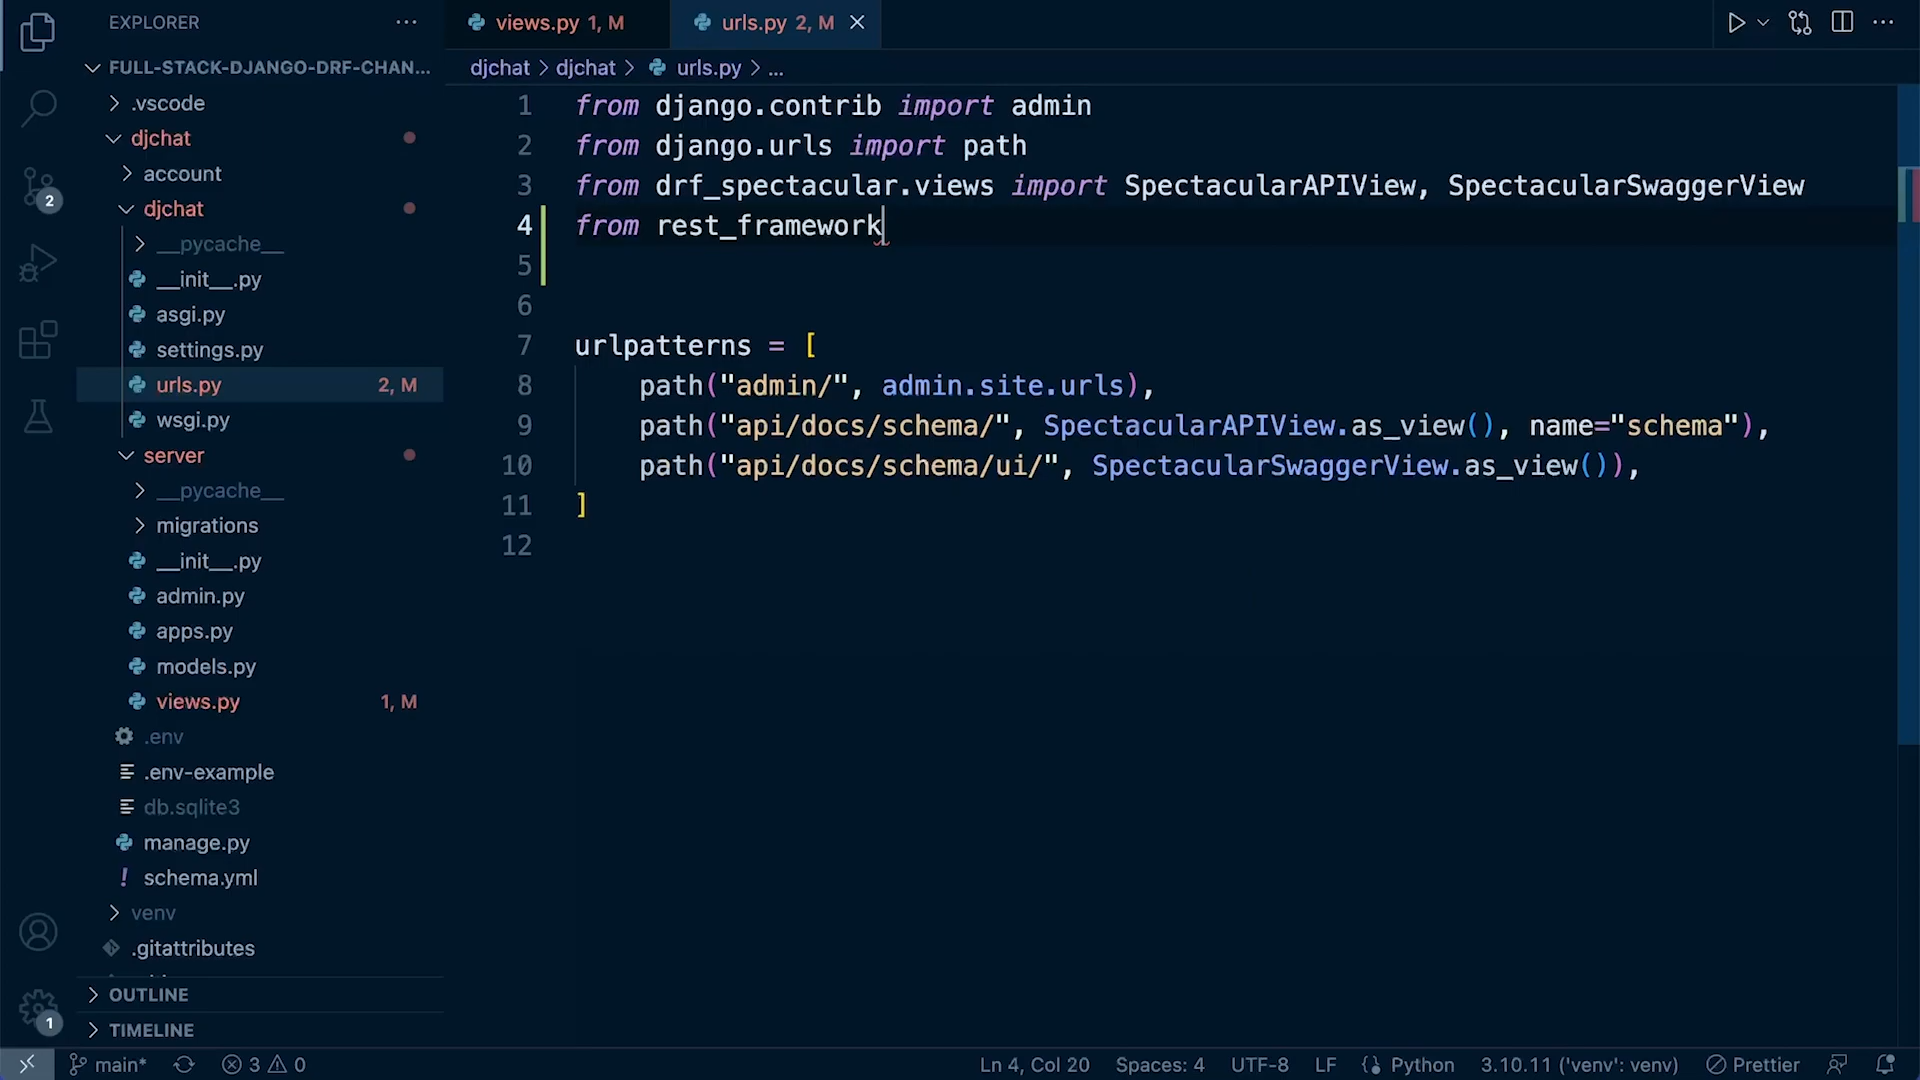 EXPLORER
FULL-STACK-DJANGO-DRF-CHAN...
.vscode
djchat
account
djchat
__pycache__
__init__.py
asgi.py
settings.py
urls.py 2, M
wsgi.py
server
__pycache__
migrations
__init__.py
admin.py
apps.py
models.py
views.py 1, M
.env
.env-example
db.sqlite3
manage.py
schema.yml
venv
.gitattributes
OUTLINE
TIMELINE
2
1
views.py 1, M
urls.py 2, M
djchat > djchat > urls.py > ...
1 from django.contrib import admin
2 from django.urls import path
3 from drf_spectacular.views import SpectacularAPIView, SpectacularSwaggerView
4 from rest_framework
5
6
7 urlpatterns = [
8 path("admin/", admin.site.urls),
9 path("api/docs/schema/", SpectacularAPIView.as_view(), name="schema"),
10 path("api/docs/schema/ui/", SpectacularSwaggerView.as_view()),
11 ]
12
main* 3 0 Ln 4, Col 20 Spaces: 4 UTF-8 LF Python 3.10.11 ('venv': venv) Prettier